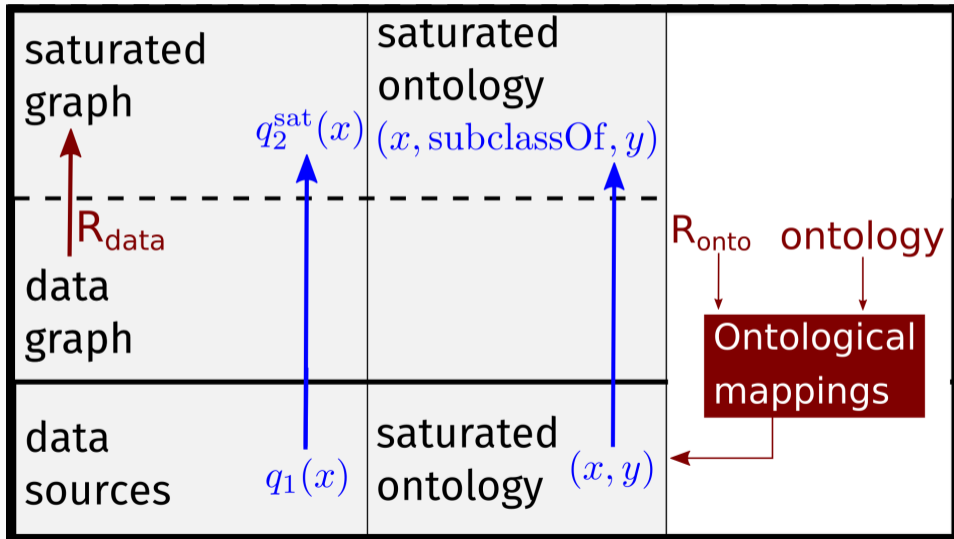 saturated
graph
q₂^sat(x)
R_data
data
graph
data
sources
q₁(x)
saturated
ontology
(x, subclassOf, y)
saturated
ontology
(x, y)
R_onto
ontology
Ontological
mappings